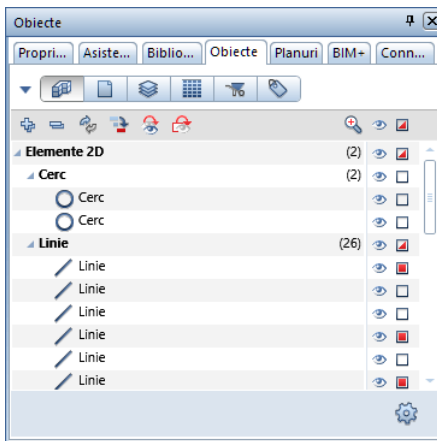 Obiecte
Propri... Asiste... Biblio... Obiecte Planuri BIM+ Conn...
Elemente 2D (2)
Cerc (2)
Cerc
Cerc
Linie (26)
Linie
Linie
Linie
Linie
Linie
Linie